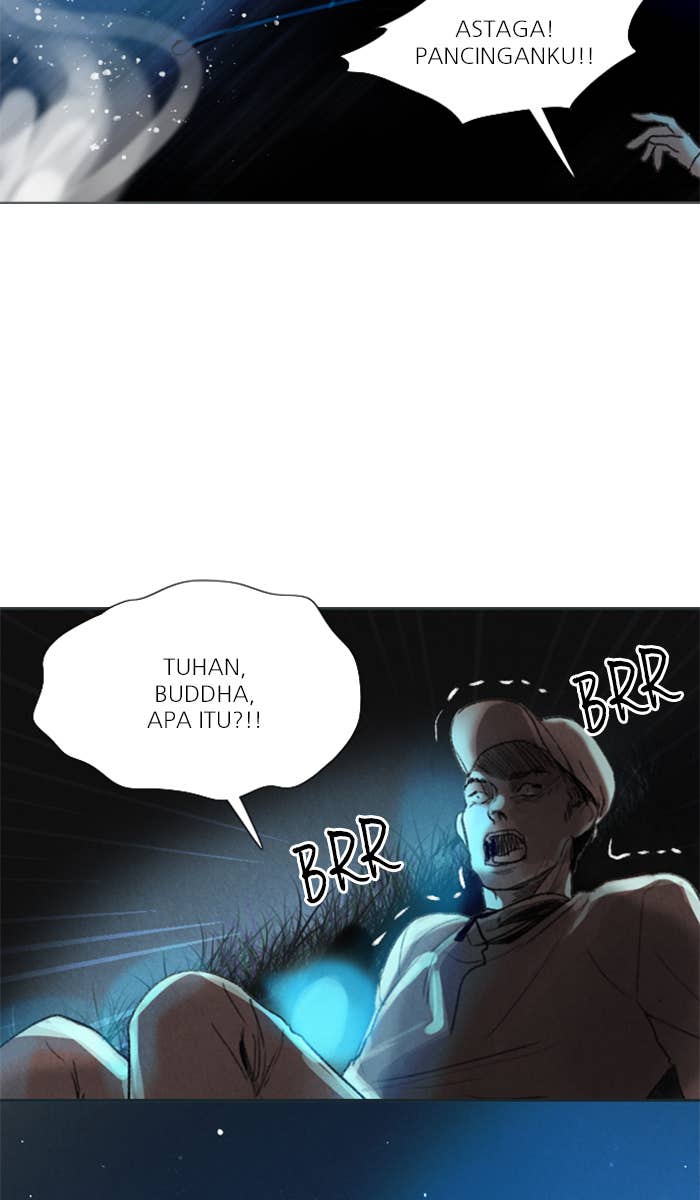 ASTAGA!
PANCINGANKU!!
TUHAN,
BUDDHA,
APA ITU?!!
BRR
BRR